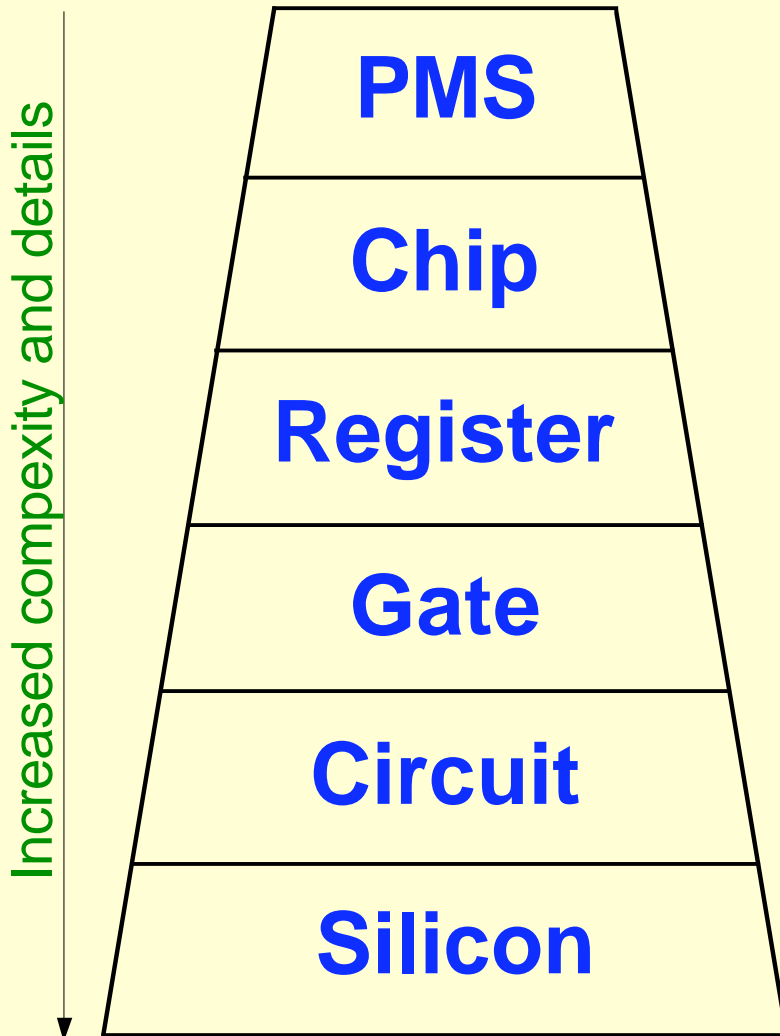 Increased compexity and details
PMS
Chip
Register
Gate
Circuit
Silicon